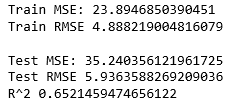 Train MSE: 23.8946850390451
Train RMSE 4.888219004816079
Test MSE: 35.240356121961725
Test RMSE 5.9363588269209036
R^2 0.6521459474656122